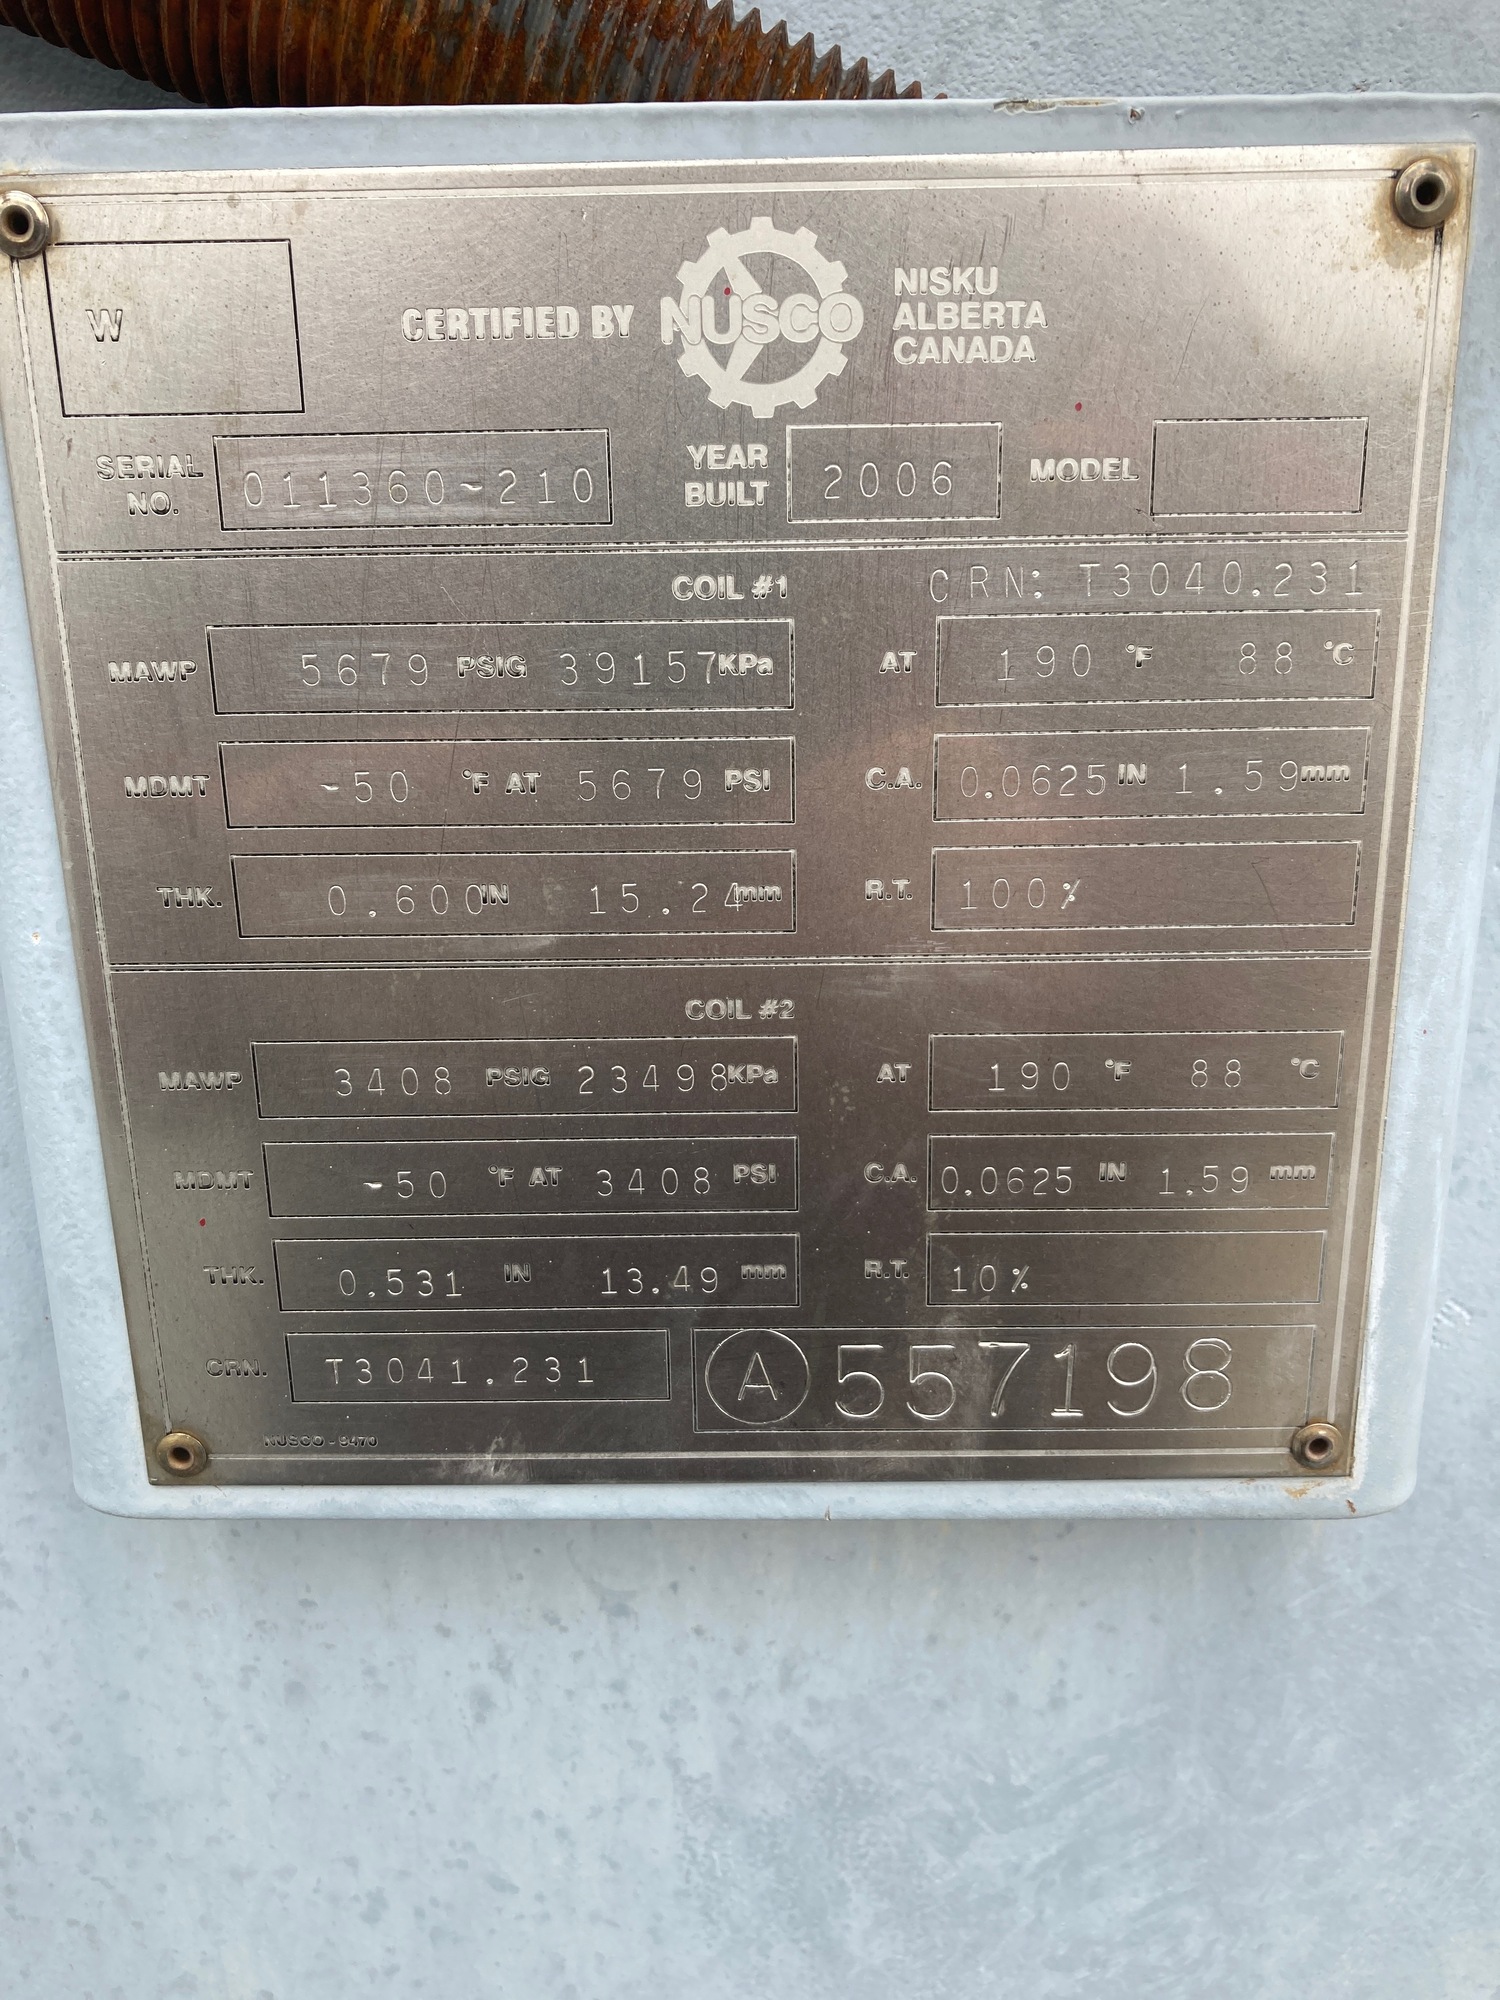 W
CERTIFIED BY NUSCO
NISKU
ALBERTA
CANADA
SERIAL NO. 011360-210
YEAR BUILT 2006
MODEL
COIL #1 CRN: T3040.231
MAWP 5679 PSIG 39157 KPa AT 190 °F 88 °C
MDMT -50 °F AT 5679 PSI C.A. 0.0625 IN 1.59 mm
THK. 0.600 IN 15.24 mm R.T. 100%
COIL #2
MAWP 3408 PSIG 23498 KPa AT 190 °F 88 °C
MDMT -50 °F AT 3408 PSI C.A. 0.0625 IN 1.59 mm
THK. 0.531 IN 13.49 mm R.T. 10%
CRN. T3041.231 A 557198
NUSCO - 9470